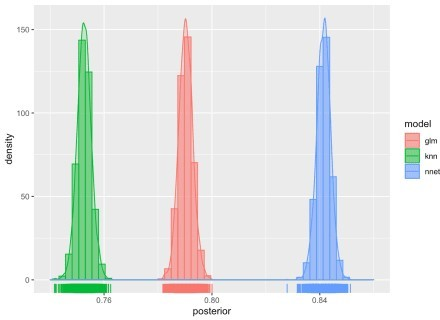 150
100
50
0
density
0.76
0.80
0.84
posterior
model
glm
knn
nnet